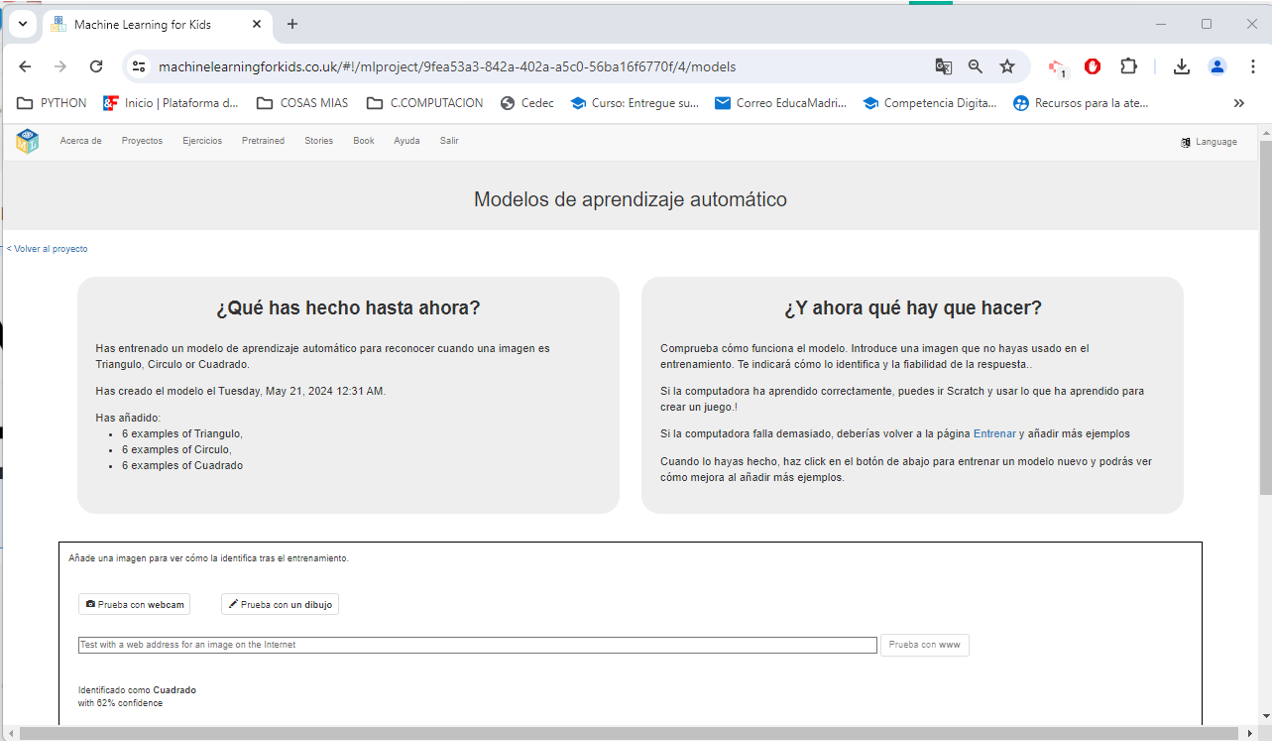 Machine Learning for Kids
machinelearningforkids.co.uk/#!/mlproject/9fea53a3-842a-402a-a5c0-56ba16f6770f/4/models
1
PYTHON Inicio | Plataforma d... COSAS MIAS C.COMPUTACION Cedec Curso: Entregue su... Correo EducaMadri... Competencia Digita... Recursos para la ate... »
Acerca de Proyectos Ejercicios Pretrained Stories Book Ayuda Salir Language
Modelos de aprendizaje automático
< Volver al proyecto
¿Qué has hecho hasta ahora?
Has entrenado un modelo de aprendizaje automático para reconocer cuando una imagen es
Triangulo, Circulo or Cuadrado.
Has creado el modelo el Tuesday, May 21, 2024 12:31 AM.
Has añadido:
• 6 examples of Triangulo,
• 6 examples of Circulo,
• 6 examples of Cuadrado
¿Y ahora qué hay que hacer?
Comprueba cómo funciona el modelo. Introduce una imagen que no hayas usado en el
entrenamiento. Te indicará cómo lo identifica y la fiabilidad de la respuesta..
Si la computadora ha aprendido correctamente, puedes ir Scratch y usar lo que ha aprendido para
crear un juego.!
Si la computadora falla demasiado, deberías volver a la página Entrenar y añadir más ejemplos
Cuando lo hayas hecho, haz click en el botón de abajo para entrenar un modelo nuevo y podrás ver
cómo mejora al añadir más ejemplos.
Añade una imagen para ver cómo la identifica tras el entrenamiento.
Prueba con webcam Prueba con un dibujo
Test with a web address for an image on the Internet Prueba con www
Identificado como Cuadrado
with 62% confidence